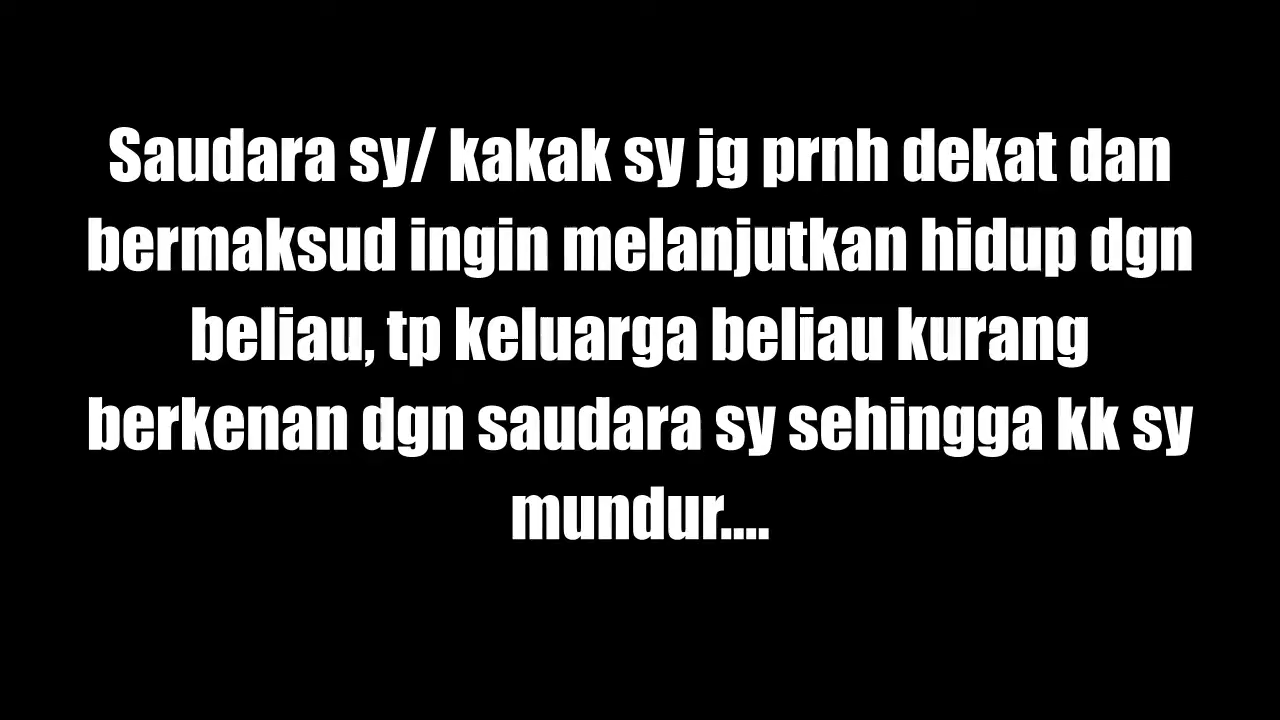 Saudara sy/ kakak sy jg prnh dekat dan
bermaksud ingin melanjutkan hidup dgn
beliau, tp keluarga beliau kurang
berkenan dgn saudara sy sehingga kk sy
mundur....